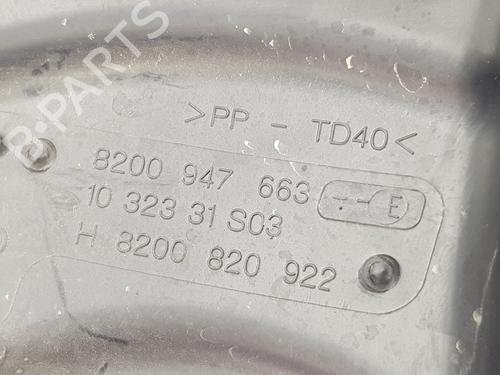 B-PARTS
>PP - TD40<
8200 947 663 --E
10 323 31 S03
H 8200 820 922